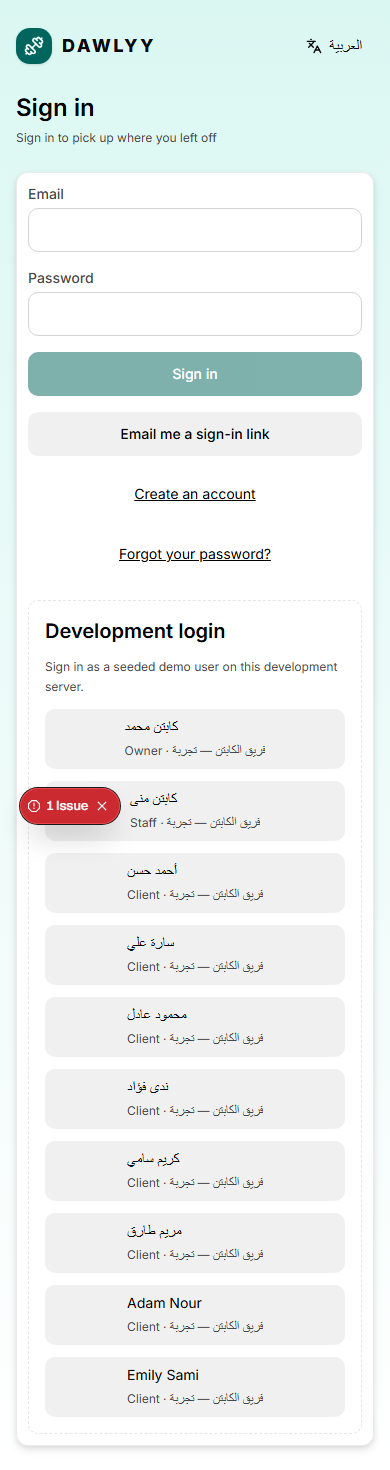 DAWLYY
العربية
Sign in
Sign in to pick up where you left off
Email
Password
Sign in
Email me a sign-in link
Create an account
Forgot your password?
Development login
Sign in as a seeded demo user on this development
server.
كابتن محمد
Owner · فريق الكابتن — تجربة
1 Issue
كابتن منى
Staff · فريق الكابتن — تجربة
أحمد حسن
Client · فريق الكابتن — تجربة
سارة علي
Client · فريق الكابتن — تجربة
محمود عادل
Client · فريق الكابتن — تجربة
ندى فؤاد
Client · فريق الكابتن — تجربة
كريم سامي
Client · فريق الكابتن — تجربة
مريم طارق
Client · فريق الكابتن — تجربة
Adam Nour
Client · فريق الكابتن — تجربة
Emily Sami
Client · فريق الكابتن — تجربة